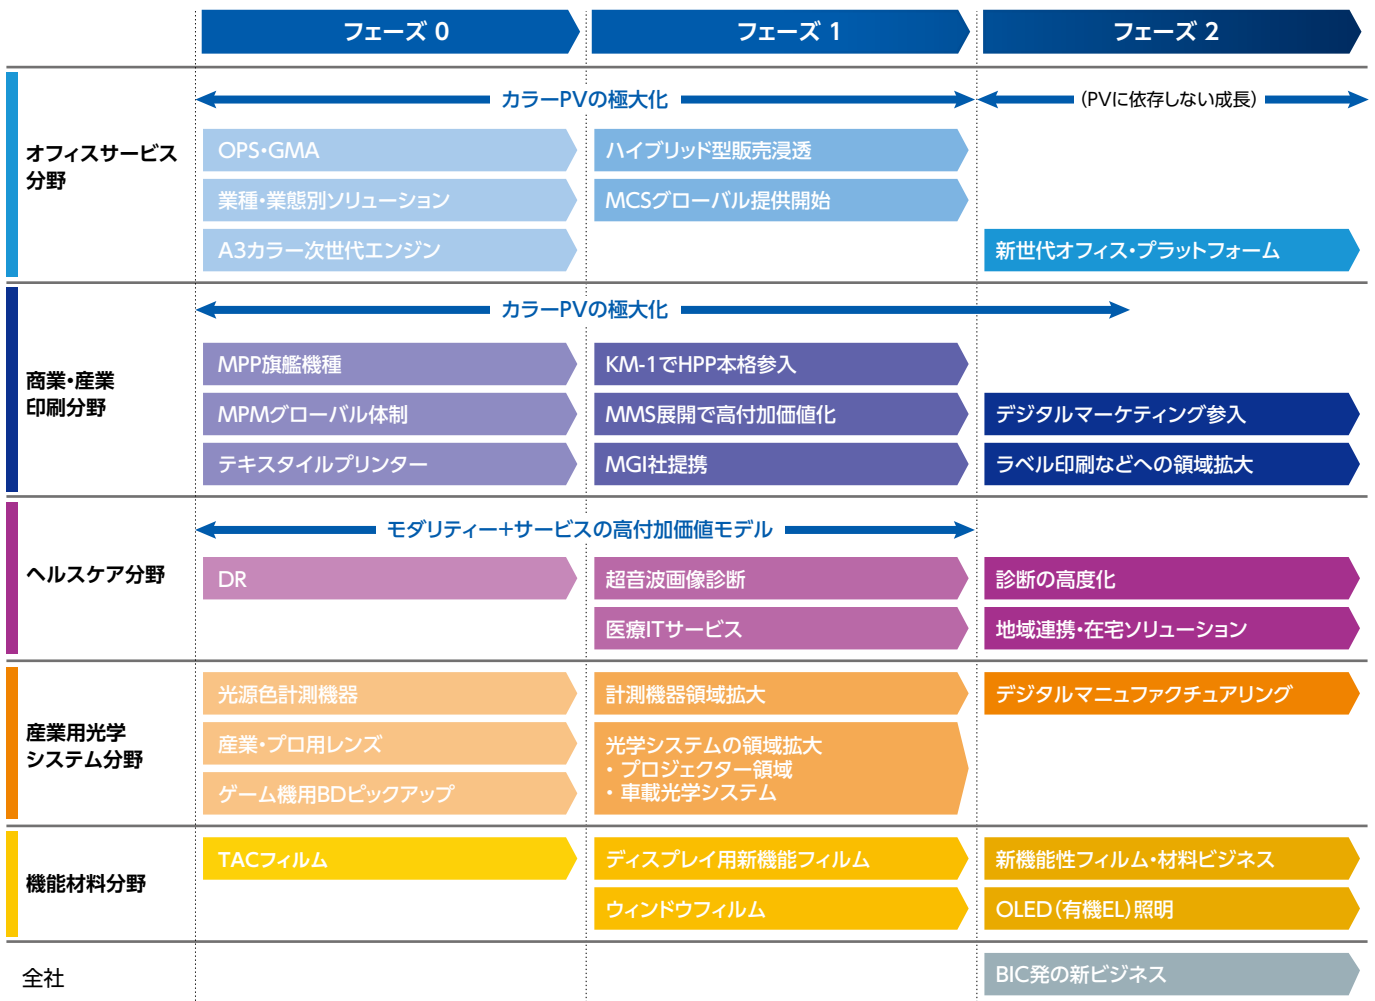 フェーズ 0
フェーズ 1
フェーズ 2
オフィスサービス
分野
カラーPVの極大化
(PVに依存しない成長)
OPS・GMA
ハイブリッド型販売浸透
業種・業態別ソリューション
MCSグローバル提供開始
A3カラー次世代エンジン
新世代オフィス・プラットフォーム
商業・産業
印刷分野
カラーPVの極大化
MPP旗艦機種
KM-1でHPP本格参入
MPMグローバル体制
MMS展開で高付加価値化
デジタルマーケティング参入
テキスタイルプリンター
MGI社提携
ラベル印刷などへの領域拡大
ヘルスケア分野
モダリティー+サービスの高付加価値モデル
DR
超音波画像診断
診断の高度化
医療ITサービス
地域連携・在宅ソリューション
産業用光学
システム分野
光源色計測機器
計測機器領域拡大
デジタルマニュファクチュアリング
産業・プロ用レンズ
光学システムの領域拡大
・プロジェクター領域
・車載光学システム
ゲーム機用BDピックアップ
機能材料分野
TACフィルム
ディスプレイ用新機能フィルム
新機能性フィルム・材料ビジネス
ウィンドウフィルム
OLED(有機EL)照明
全社
BIC発の新ビジネス